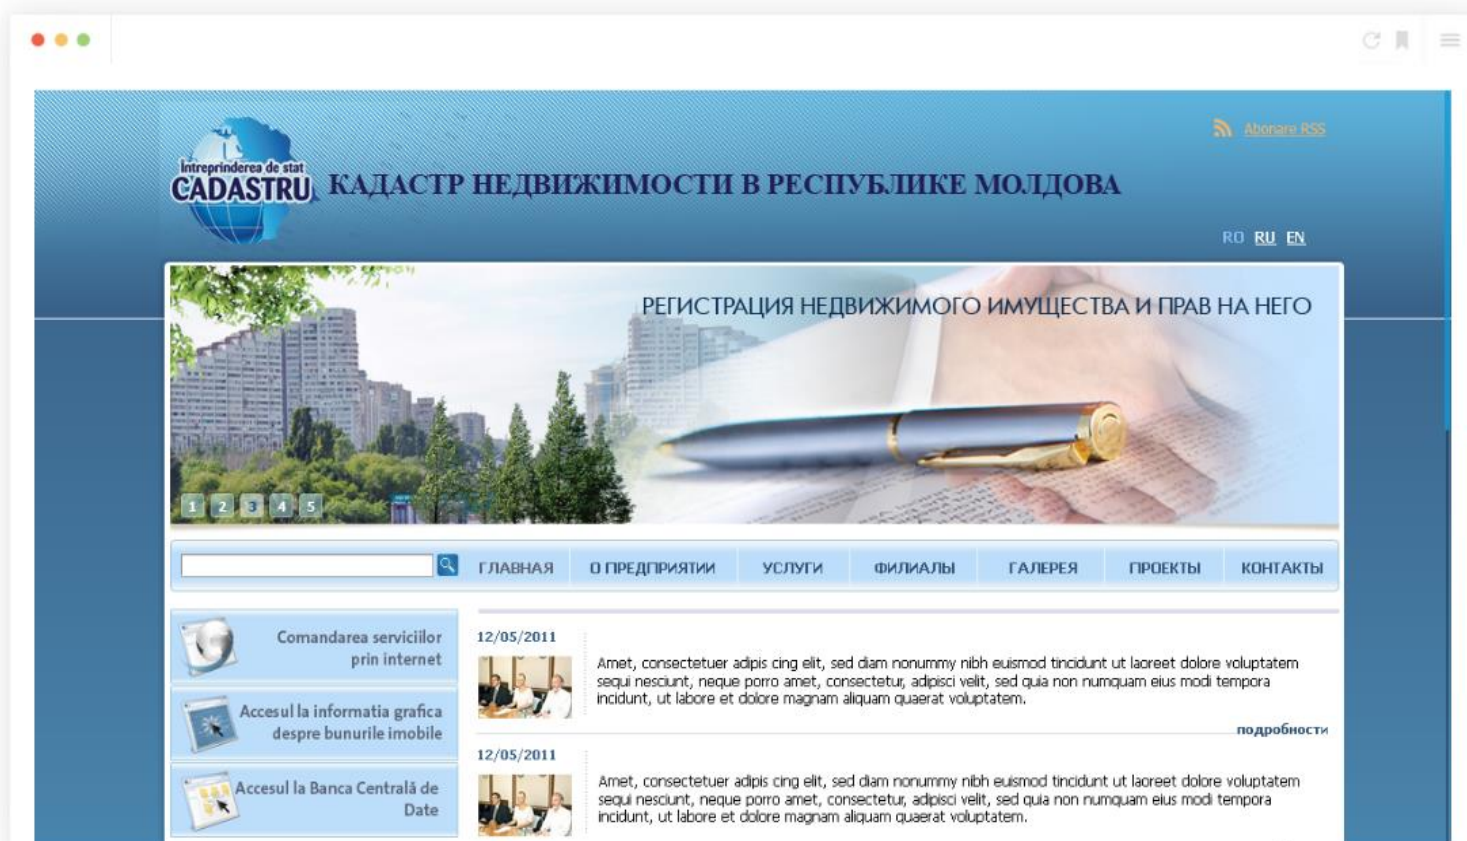 Abonare RSS
Intreprinderea de stat
CADASTRU
КАДАСТР НЕДВИЖИМОСТИ В РЕСПУБЛИКЕ МОЛДОВА
RO RU EN
РЕГИСТРАЦИЯ НЕДВИЖИМОГО ИМУЩЕСТВА И ПРАВ НА НЕГО
1 2 3 4 5
ГЛАВНАЯ О ПРЕДПРИЯТИИ УСЛУГИ ФИЛИАЛЫ ГАЛЕРЕЯ ПРОЕКТЫ КОНТАКТЫ
Comandarea serviciilor
prin internet
Accesul la informatia grafica
despre bunurile imobile
Accesul la Banca Centrală de
Date
12/05/2011
Amet, consectetuer adipis cing elit, sed diam nonummy nibh euismod tincidunt ut laoreet dolore voluptatem
sequi nesciunt, neque porro amet, consectetur, adipisci velit, sed quia non numquam eius modi tempora
incidunt, ut labore et dolore magnam aliquam quaerat voluptatem.
подробности
12/05/2011
Amet, consectetuer adipis cing elit, sed diam nonummy nibh euismod tincidunt ut laoreet dolore voluptatem
sequi nesciunt, neque porro amet, consectetur, adipisci velit, sed quia non numquam eius modi tempora
incidunt, ut labore et dolore magnam aliquam quaerat voluptatem.